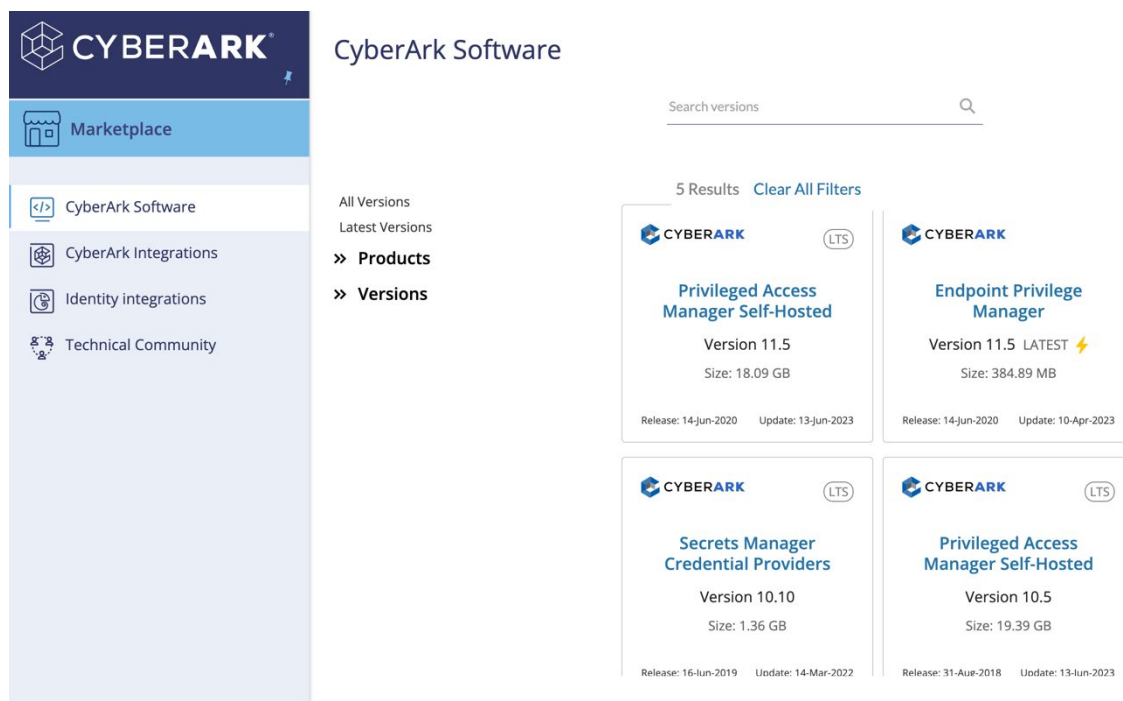 CYBERARK®
Marketplace
CyberArk Software
CyberArk Integrations
Identity integrations
Technical Community
CyberArk Software
Search versions
All Versions
Latest Versions
» Products
» Versions
5 Results Clear All Filters
CYBERARK LTS
Privileged Access
Manager Self-Hosted
Version 11.5
Size: 18.09 GB
Release: 14-Jun-2020 Update: 13-Jun-2023
CYBERARK
Endpoint Privilege
Manager
Version 11.5 LATEST
Size: 384.89 MB
Release: 14-Jun-2020 Update: 10-Apr-2023
CYBERARK LTS
Secrets Manager
Credential Providers
Version 10.10
Size: 1.36 GB
Release: 16-Jun-2019 Update: 14-Mar-2022
CYBERARK LTS
Privileged Access
Manager Self-Hosted
Version 10.5
Size: 19.39 GB
Release: 31-Aug-2018 Update: 13-Jun-2023